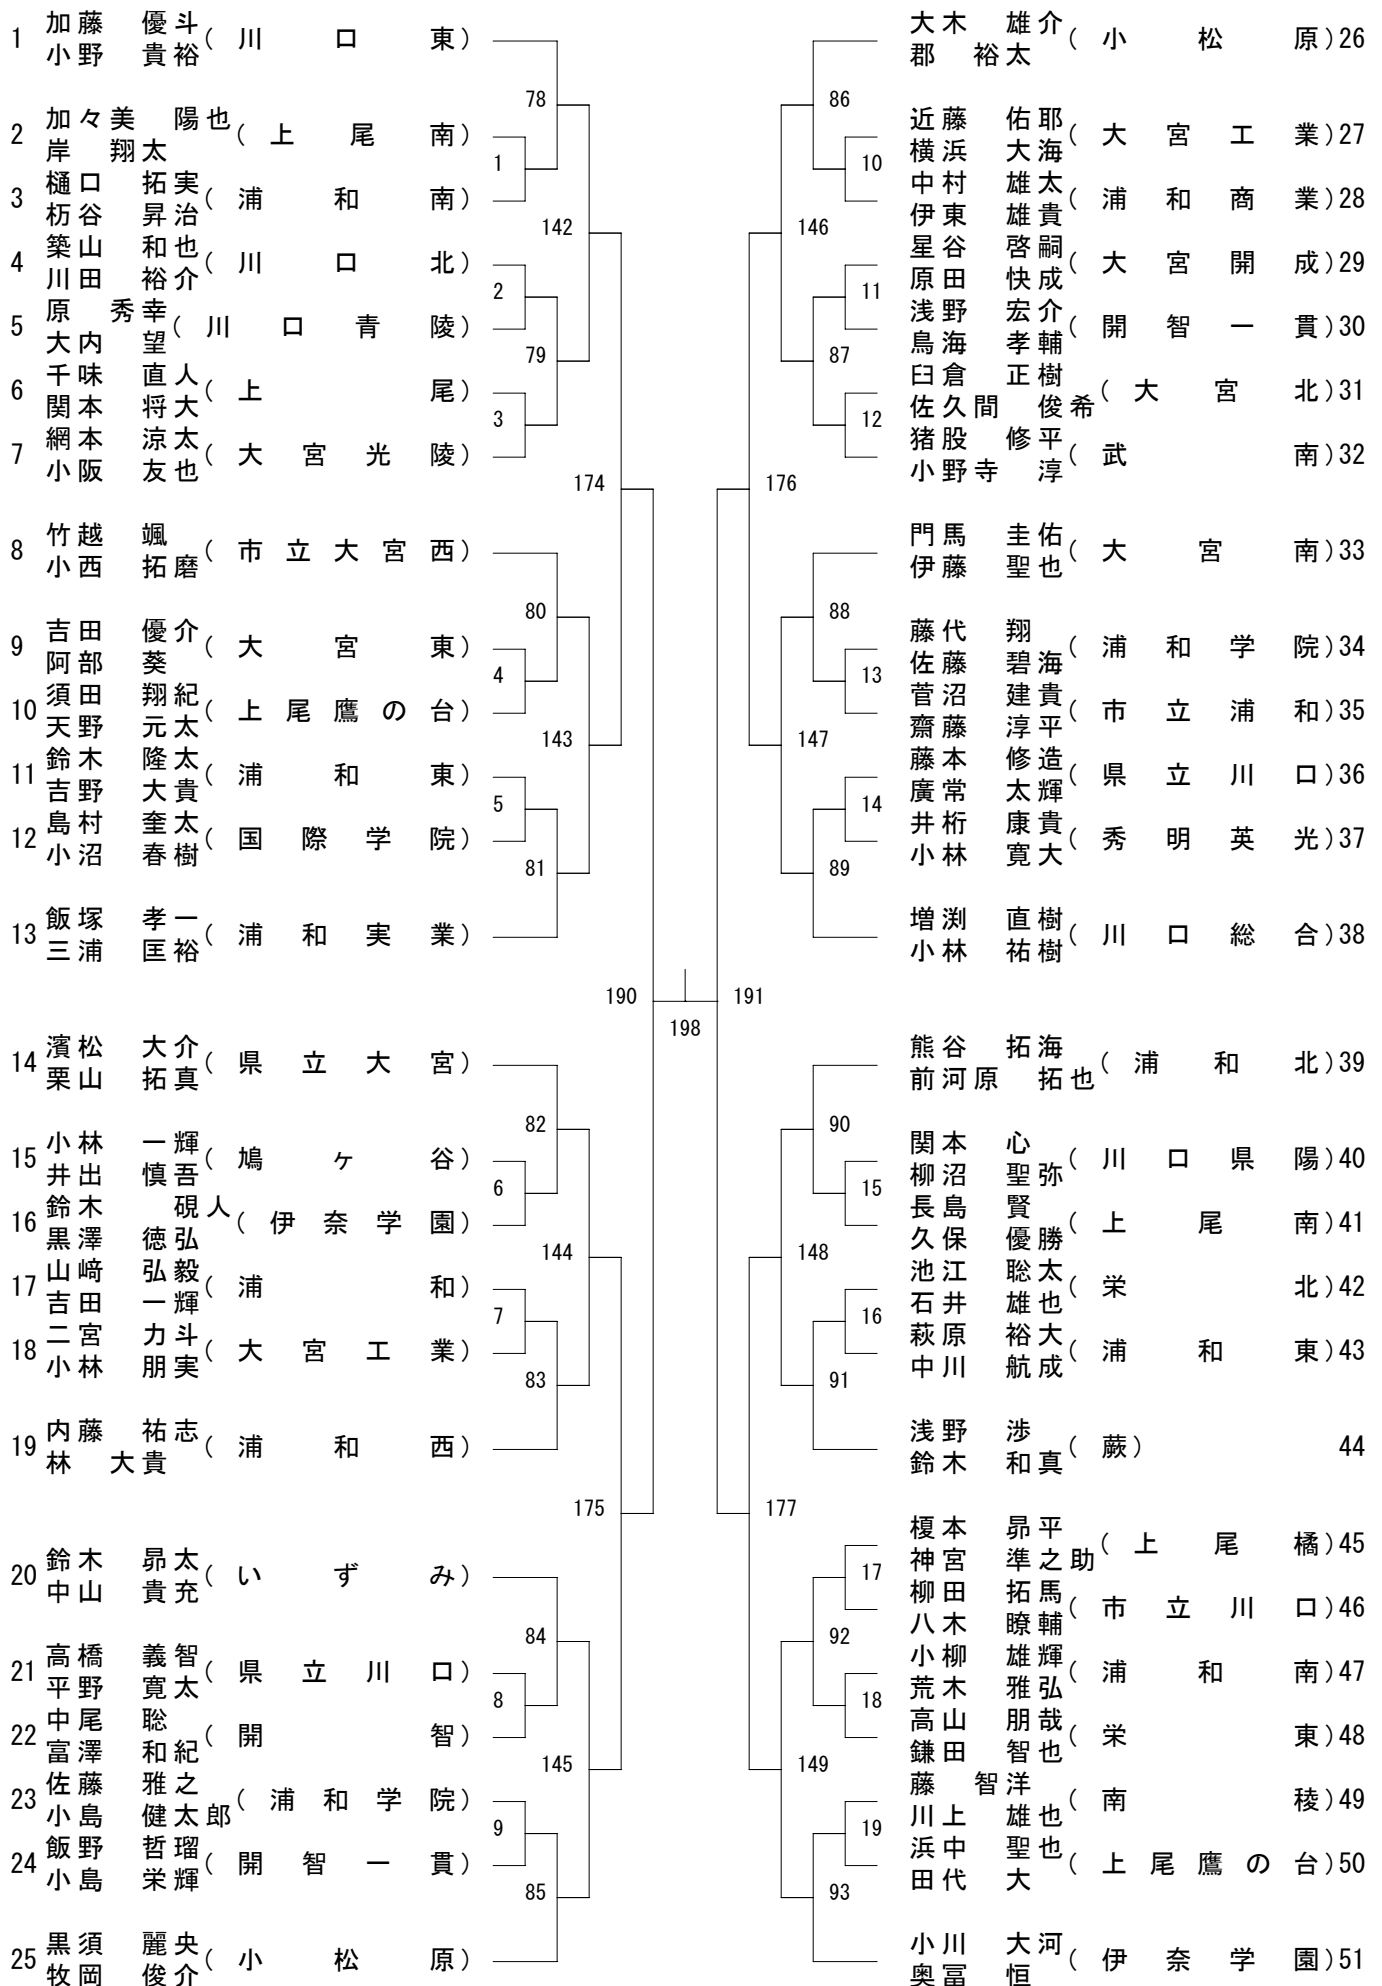 1 加藤 優斗 小野 貴裕 (川口東)
2 加々美 陽也 岸 翔太 (上尾南)
3 樋口 拓実 栃谷 昇治 (浦和南)
4 築山 和也 川田 裕介 (川口北)
5 原 秀幸 大内 望 (川口青陵)
6 千味 直人 関本 将大 (上尾)
7 網本 涼太 小阪 友也 (大宮光陵)
8 竹越 颯 小西 拓磨 (市立大宮西)
9 吉田 優介 阿部 葵 (大宮東)
10 須田 翔紀 天野 元太 (上尾鷹の台)
11 鈴木 隆太 吉野 大貴 (浦和東)
12 島村 奎太 小沼 春樹 (国際学院)
13 飯塚 孝一 三浦 匡裕 (浦和実業)
14 濱松 大介 栗山 拓真 (県立大宮)
15 小林 一輝 井出 慎吾 (鳩ヶ谷)
16 鈴木 硯人 黒澤 徳弘 (伊奈学園)
17 山﨑 弘毅 吉田 一輝 (浦和)
18 二宮 力斗 小林 朋実 (大宮工業)
19 内藤 祐志 林 大貴 (浦和西)
20 鈴木 昴太 中山 貴充 (いずみ)
21 高橋 義智 平野 寛太 (県立川口)
22 中尾 聡 富澤 和紀 (開智)
23 佐藤 雅之 小島 健太郎 (浦和学院)
24 飯野 哲瑠 小島 栄輝 (開智一貫)
25 黒須 麗央 牧岡 俊介 (小松原)
78
1
142
2
79
3
174
80
4
143
5
81
190
82
6
144
7
83
175
84
8
145
9
85
198
86
10
146
11
87
12
176
88
13
147
14
89
191
90
15
148
16
91
177
17
92
18
149
19
93
大木 雄介 郡 裕太 (小松原) 26
近藤 佑耶 横浜 大海 (大宮工業) 27
中村 雄太 伊東 雄貴 (浦和商業) 28
星谷 啓嗣 原田 快成 (大宮開成) 29
浅野 宏介 鳥海 孝輔 (開智一貫) 30
臼倉 正樹 佐久間 俊希 (大宮北) 31
猪股 修平 小野寺 淳 (武南) 32
門馬 圭佑 伊藤 聖也 (大宮南) 33
藤代 翔 佐藤 碧海 (浦和学院) 34
菅沼 建貴 齋藤 淳平 (市立浦和) 35
藤本 修造 廣常 太輝 (県立川口) 36
井桁 康貴 小林 寛大 (秀明英光) 37
増渕 直樹 小林 祐樹 (川口総合) 38
熊谷 拓海 前河原 拓也 (浦和北) 39
関本 心 柳沼 聖弥 (川口県陽) 40
長島 賢 久保 優勝 (上尾南) 41
池江 聡太 石井 雄也 (栄北) 42
萩原 裕大 中川 航成 (浦和東) 43
浅野 渉 鈴木 和真 (蕨) 44
榎本 昴平 神宮 準之助 (上尾橘) 45
柳田 拓馬 八木 瞭輔 (市立川口) 46
小柳 雄輝 荒木 雅弘 (浦和南) 47
高山 朋哉 鎌田 智也 (栄東) 48
藤 智洋 川上 雄也 (南稜) 49
浜中 聖也 田代 大 (上尾鷹の台) 50
小川 大河 奥冨 恒 (伊奈学園) 51